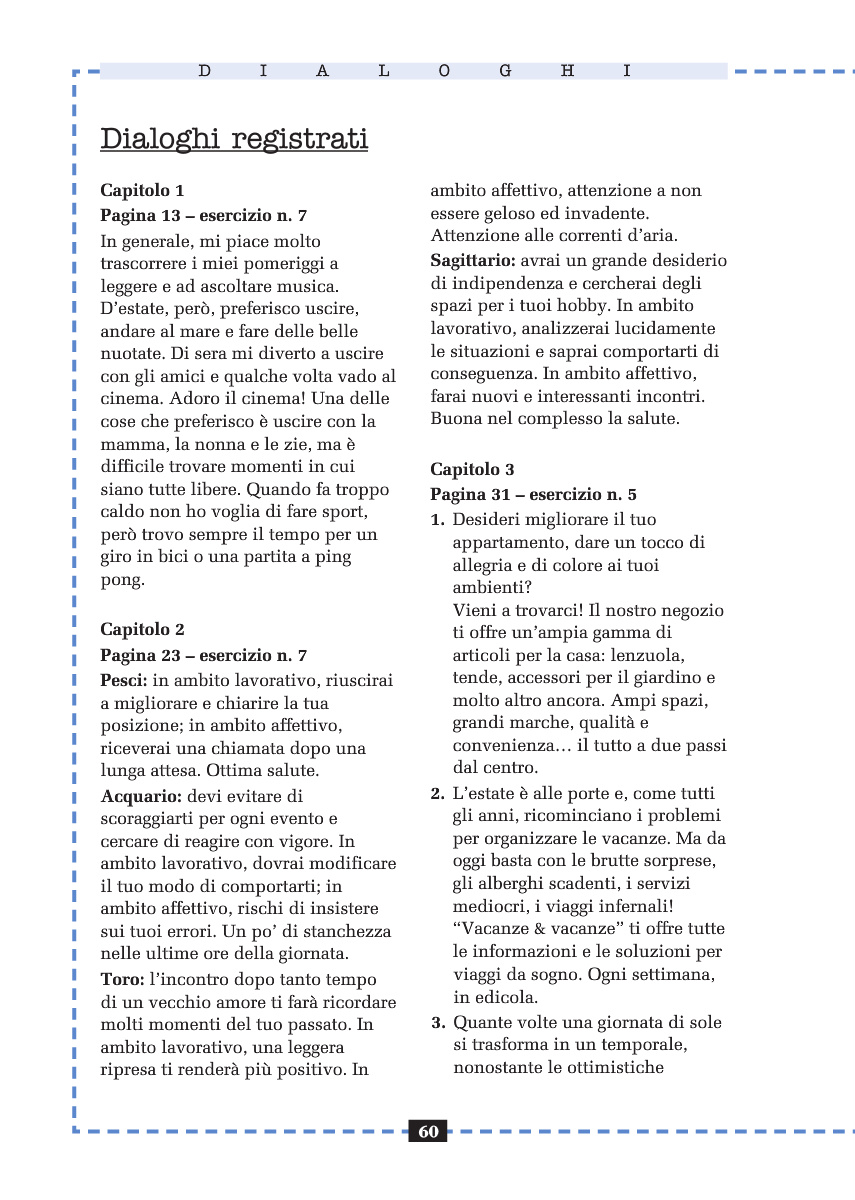 D I A L O G H I
Dialoghi registrati
Capitolo 1
Pagina 13 – esercizio n. 7
In generale, mi piace molto
trascorrere i miei pomeriggi a
leggere e ad ascoltare musica.
D’estate, però, preferisco uscire,
andare al mare e fare delle belle
nuotate. Di sera mi diverto a uscire
con gli amici e qualche volta vado al
cinema. Adoro il cinema! Una delle
cose che preferisco è uscire con la
mamma, la nonna e le zie, ma è
difficile trovare momenti in cui
siano tutte libere. Quando fa troppo
caldo non ho voglia di fare sport,
però trovo sempre il tempo per un
giro in bici o una partita a ping
pong.
Capitolo 2
Pagina 23 – esercizio n. 7
Pesci: in ambito lavorativo, riuscirai
a migliorare e chiarire la tua
posizione; in ambito affettivo,
riceverai una chiamata dopo una
lunga attesa. Ottima salute.
Acquario: devi evitare di
scoraggiarti per ogni evento e
cercare di reagire con vigore. In
ambito lavorativo, dovrai modificare
il tuo modo di comportarti; in
ambito affettivo, rischi di insistere
sui tuoi errori. Un po’ di stanchezza
nelle ultime ore della giornata.
Toro: l’incontro dopo tanto tempo
di un vecchio amore ti farà ricordare
molti momenti del tuo passato. In
ambito lavorativo, una leggera
ripresa ti renderà più positivo. In
ambito affettivo, attenzione a non
essere geloso ed invadente.
Attenzione alle correnti d’aria.
Sagittario: avrai un grande desiderio
di indipendenza e cercherai degli
spazi per i tuoi hobby. In ambito
lavorativo, analizzerai lucidamente
le situazioni e saprai comportarti di
conseguenza. In ambito affettivo,
farai nuovi e interessanti incontri.
Buona nel complesso la salute.
Capitolo 3
Pagina 31 – esercizio n. 5
1. Desideri migliorare il tuo
appartamento, dare un tocco di
allegria e di colore ai tuoi
ambienti?
Vieni a trovarci! Il nostro negozio
ti offre un’ampia gamma di
articoli per la casa: lenzuola,
tende, accessori per il giardino e
molto altro ancora. Ampi spazi,
grandi marche, qualità e
convenienza… il tutto a due passi
dal centro.
2. L’estate è alle porte e, come tutti
gli anni, ricominciano i problemi
per organizzare le vacanze. Ma da
oggi basta con le brutte sorprese,
gli alberghi scadenti, i servizi
mediocri, i viaggi infernali!
“Vacanze & vacanze” ti offre tutte
le informazioni e le soluzioni per
viaggi da sogno. Ogni settimana,
in edicola.
3. Quante volte una giornata di sole
si trasforma in un temporale,
nonostante le ottimistiche
60